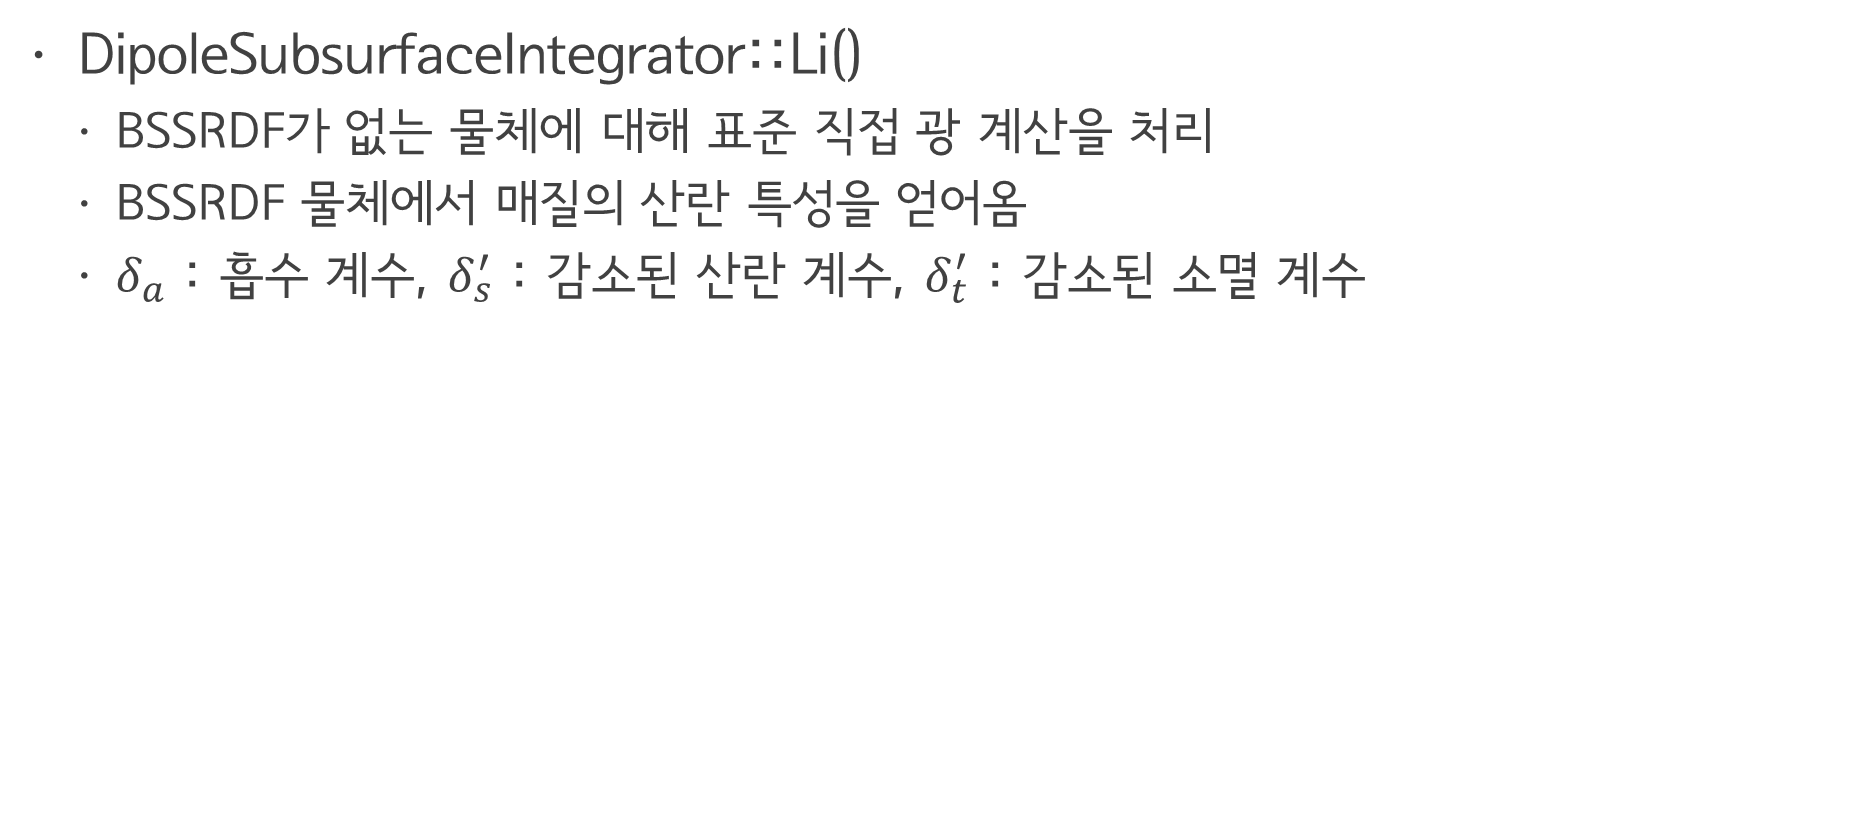 • DipoleSubsurfaceIntegrator::Li()
• BSSRDF가 없는 물체에 대해 표준 직접 광 계산을 처리
• BSSRDF 물체에서 매질의 산란 특성을 얻어옴
• 𝛿ₐ : 흡수 계수, 𝛿ₛ′ : 감소된 산란 계수, 𝛿ₜ′ : 감소된 소멸 계수